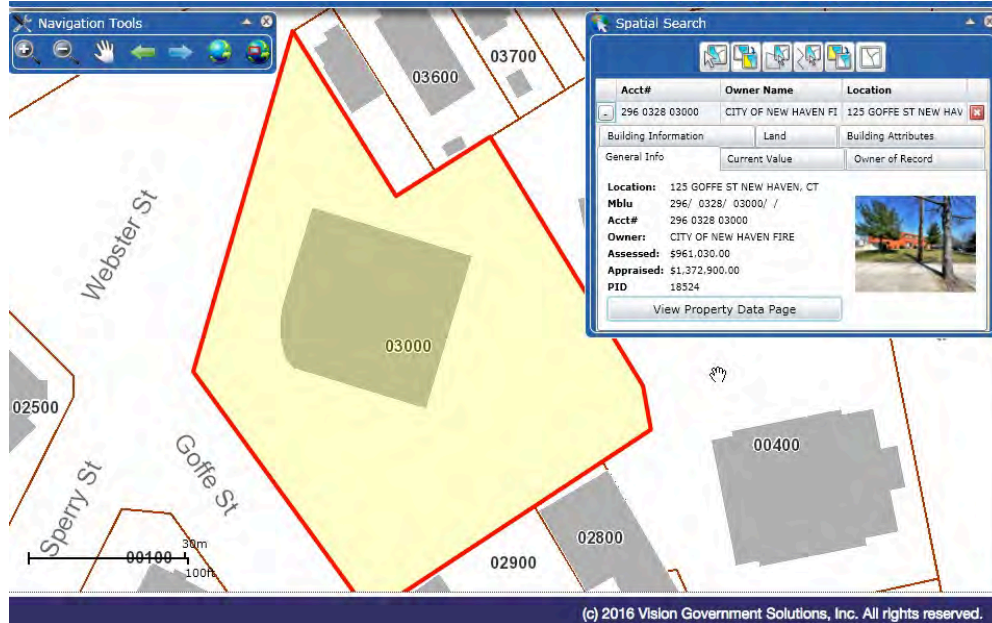 Navigation Tools
Spatial Search
Acct# Owner Name Location
296 0328 03000 CITY OF NEW HAVEN FI 125 GOFFE ST NEW HAV
Building Information Land Building Attributes
General Info Current Value Owner of Record
Location: 125 GOFFE ST NEW HAVEN, CT
Mblu 296/ 0328/ 03000/ /
Acct# 296 0328 03000
Owner: CITY OF NEW HAVEN FIRE
Assessed: $961,030.00
Appraised: $1,372,900.00
PID 18524
View Property Data Page
03700
03600
Webster St
03000
02500
Goffe St
00400
Sperry St
02800
00100
30m
02900
100ft
(c) 2016 Vision Government Solutions, Inc. All rights reserved.